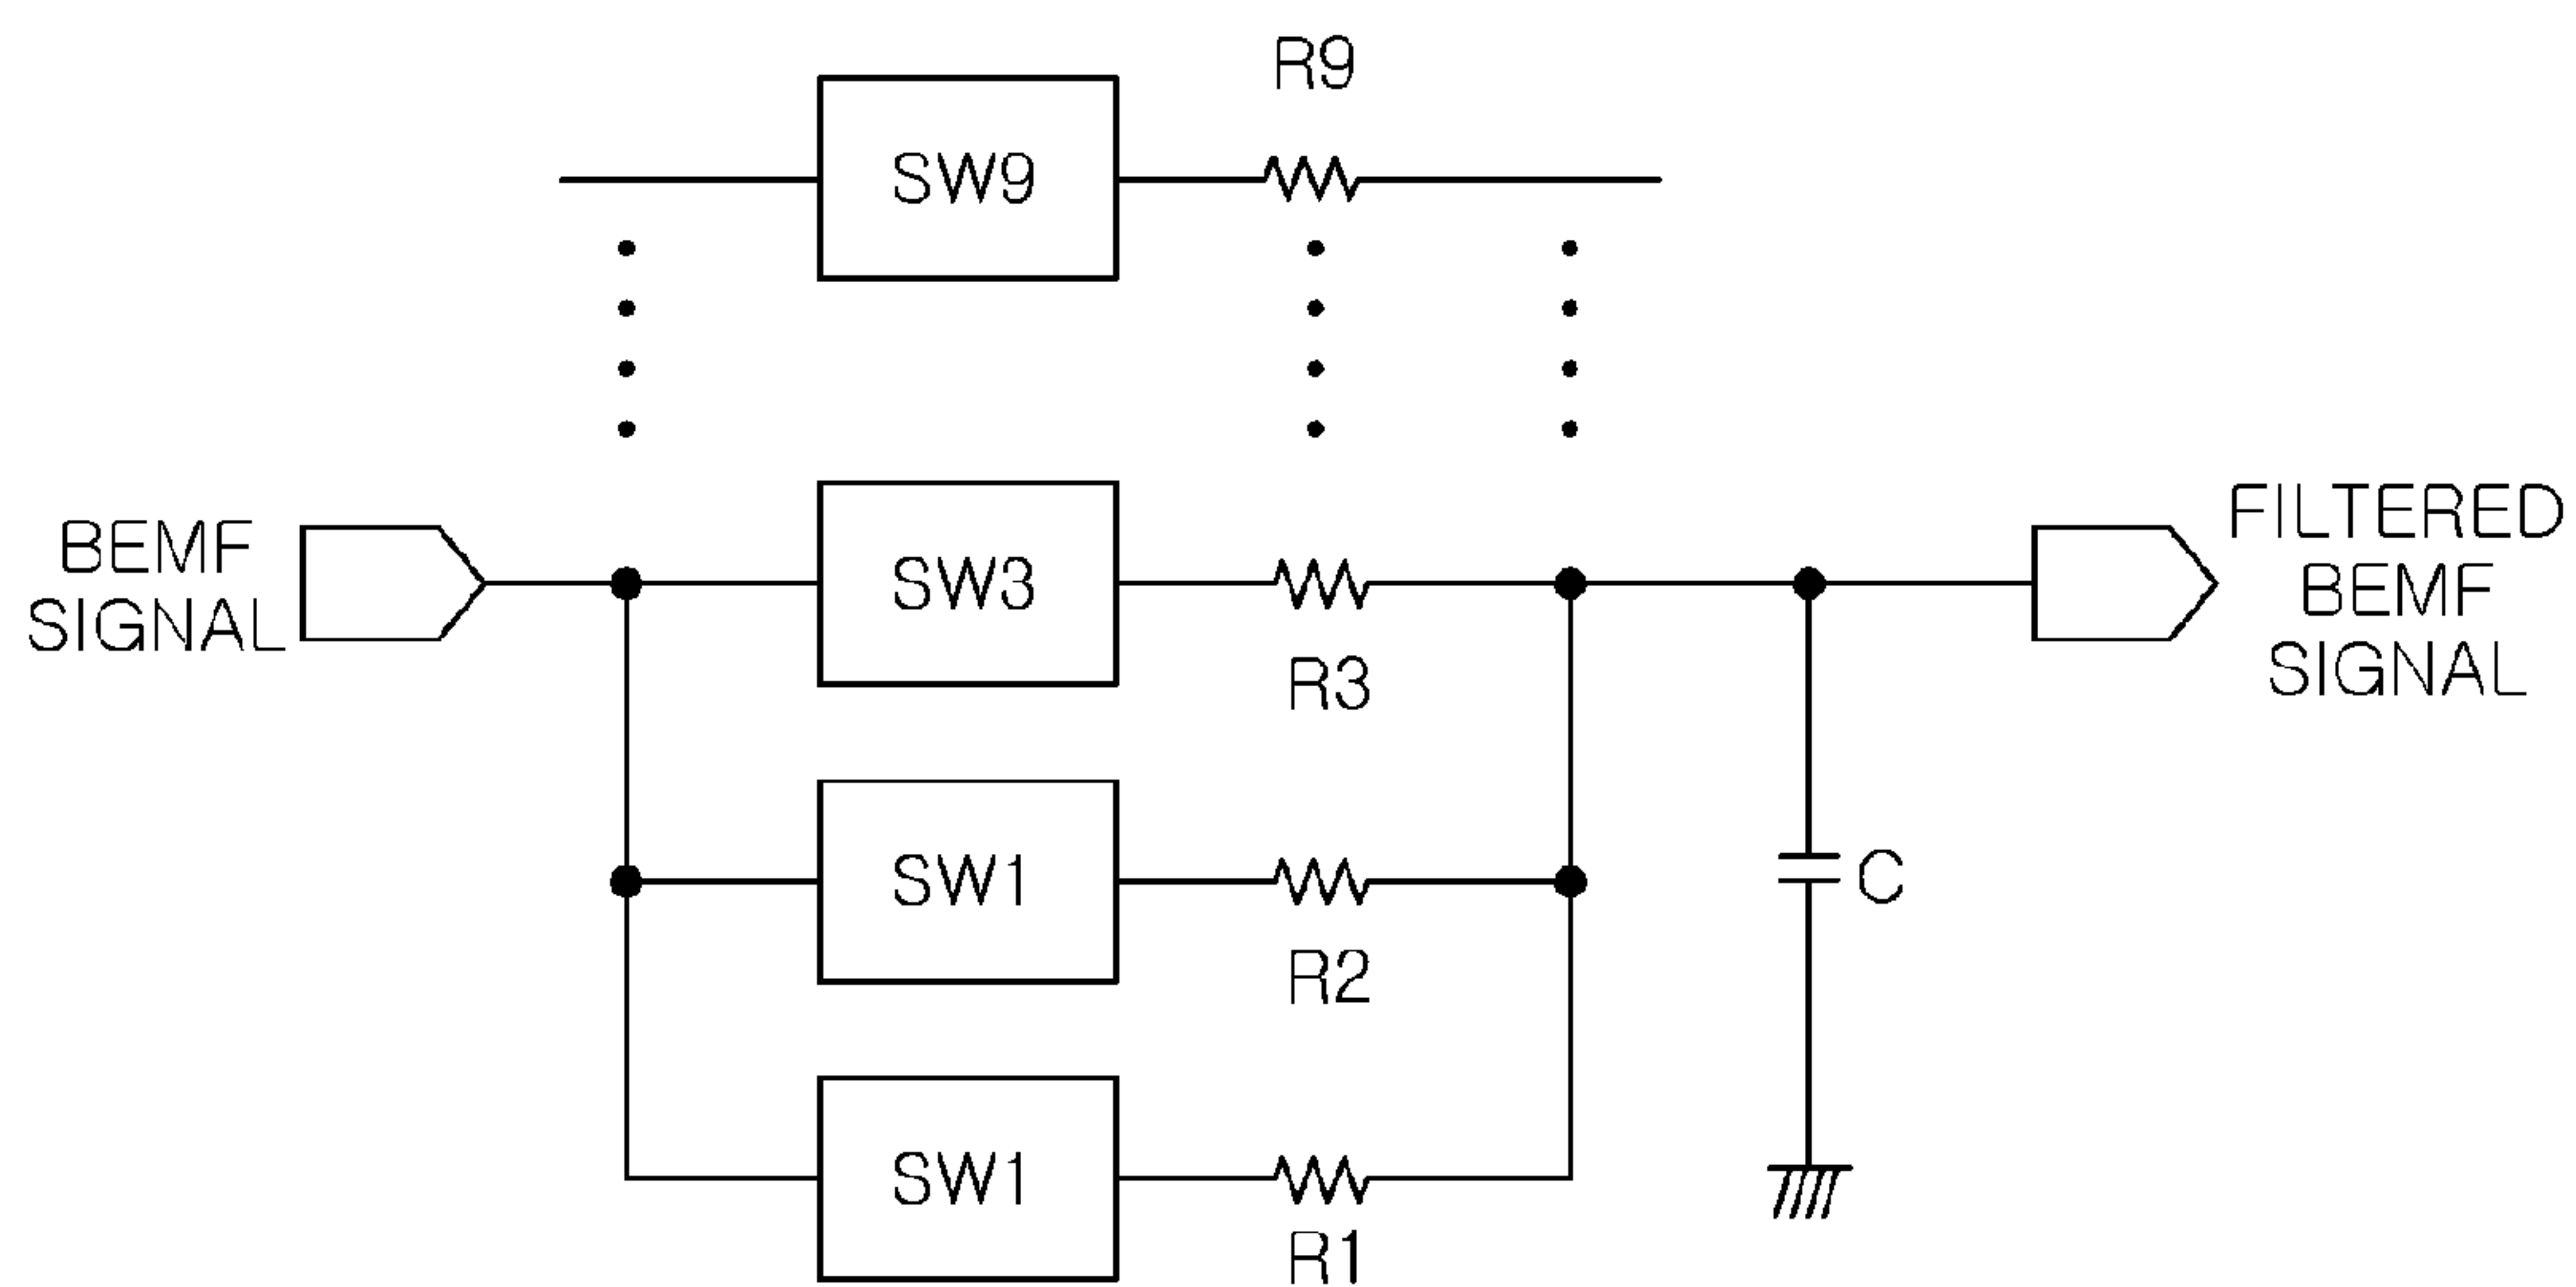 R9
SW9
BEMF
SIGNAL
SW3
R3
FILTERED
BEMF
SIGNAL
SW1
R2
C
SW1
R1